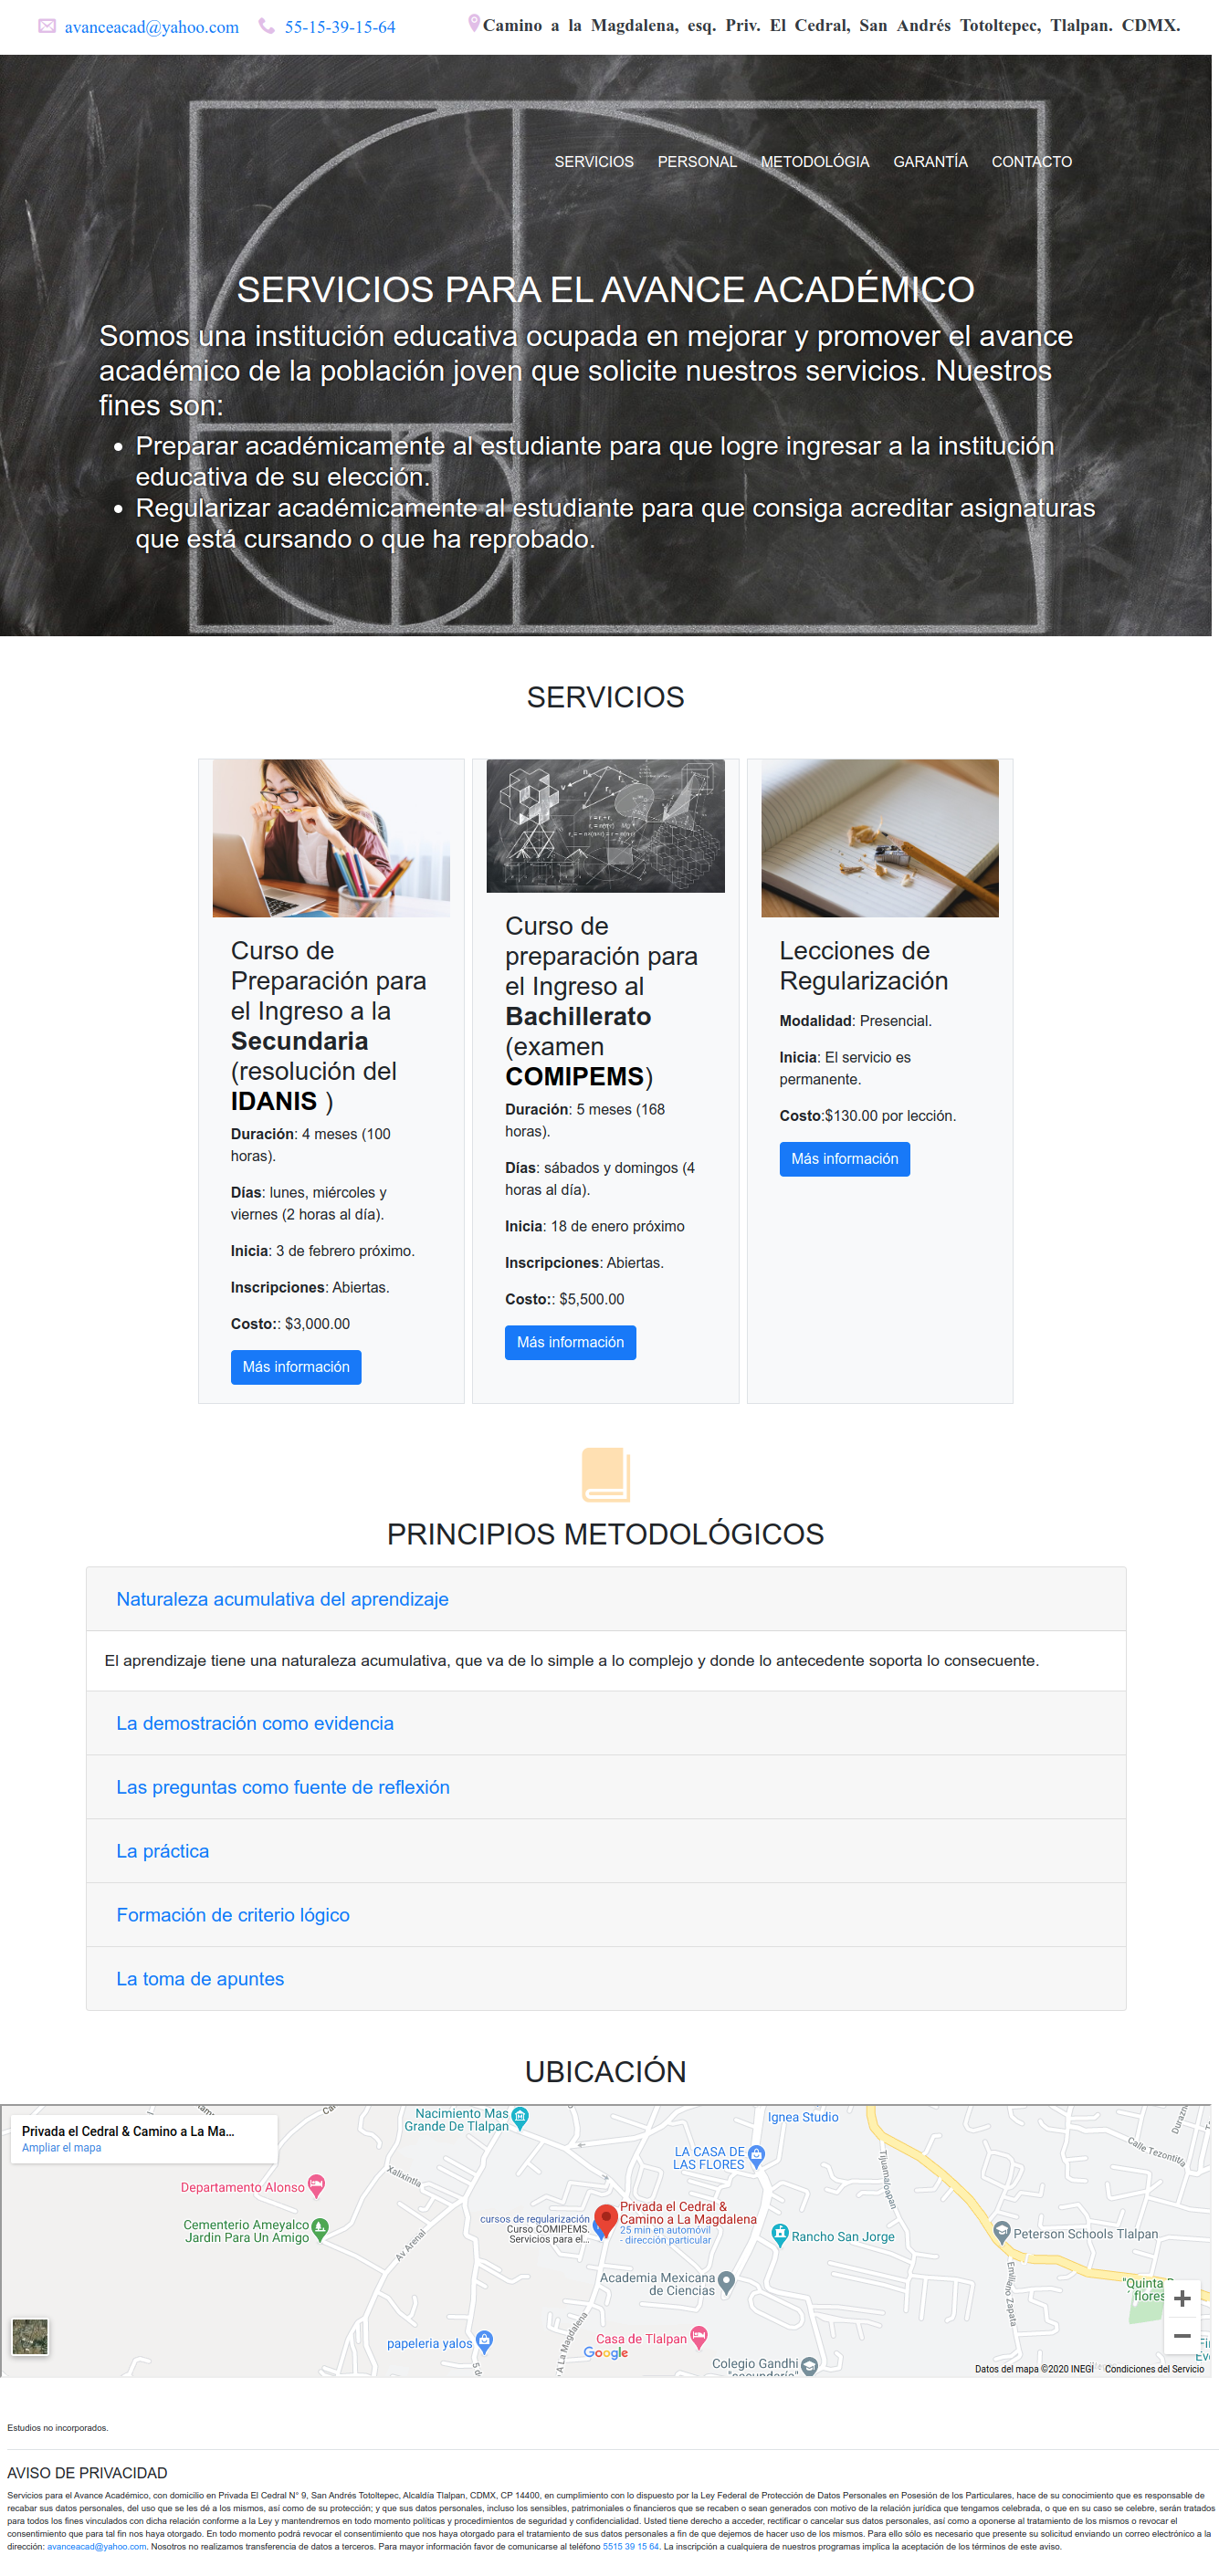 avanceacad@yahoo.com 55-15-39-15-64 Camino a la Magdalena, esq. Priv. El Cedral, San Andrés Totoltepec, Tlalpan. CDMX.
SERVICIOS PERSONAL METODOLÓGIA GARANTÍA CONTACTO
SERVICIOS PARA EL AVANCE ACADÉMICO
Somos una institución educativa ocupada en mejorar y promover el avance
académico de la población joven que solicite nuestros servicios. Nuestros
fines son:
• Preparar académicamente al estudiante para que logre ingresar a la institución
educativa de su elección.
• Regularizar académicamente al estudiante para que consiga acreditar asignaturas
que está cursando o que ha reprobado.
SERVICIOS
Curso de
Preparación para
el Ingreso a la
Secundaria
(resolución del
IDANIS )
Duración: 4 meses (100
horas).
Días: lunes, miércoles y
viernes (2 horas al día).
Inicia: 3 de febrero próximo.
Inscripciones: Abiertas.
Costo:: $3,000.00
Más información
Curso de
preparación para
el Ingreso al
Bachillerato
(examen
COMIPEMS)
Duración: 5 meses (168
horas).
Días: sábados y domingos (4
horas al día).
Inicia: 18 de enero próximo
Inscripciones: Abiertas.
Costo:: $5,500.00
Más información
Lecciones de
Regularización
Modalidad: Presencial.
Inicia: El servicio es
permanente.
Costo:$130.00 por lección.
Más información
PRINCIPIOS METODOLÓGICOS
Naturaleza acumulativa del aprendizaje
El aprendizaje tiene una naturaleza acumulativa, que va de lo simple a lo complejo y donde lo antecedente soporta lo consecuente.
La demostración como evidencia
Las preguntas como fuente de reflexión
La práctica
Formación de criterio lógico
La toma de apuntes
UBICACIÓN
Privada el Cedral & Camino a La Ma...
Ampliar el mapa
Nacimiento Mas
Grande De Tlalpan
Ignea Studio
Calle Tezontitla
LA CASA DE
LAS FLORES
Xalixintla
Tijuamaloapan
Departamento Alonso
Cementerio Ameyalco
Jardin Para Un Amigo
Av Arenal
cursos de regularización
Curso COMIPEMS.
Servicios para el...
Privada el Cedral &
Camino a La Magdalena
25 min en automóvil
- dirección particular
Rancho San Jorge
Peterson Schools Tlalpan
Academia Mexicana
de Ciencias
Emiliano Zapata
"Quinta
flores
papeleria yalos
A La Magdalena
Casa de Tlalpan
Google
Colegio Gandhi
"secundaria"
Datos del mapa ©2020 INEGI Condiciones del Servicio
Estudios no incorporados.
AVISO DE PRIVACIDAD
Servicios para el Avance Académico, con domicilio en Privada El Cedral N° 9, San Andrés Totoltepec, Alcaldía Tlalpan, CDMX, CP 14400, en cumplimiento con lo dispuesto por la Ley Federal de Protección de Datos Personales en Posesión de los Particulares, hace de su conocimiento que es responsable de
recabar sus datos personales, del uso que se les dé a los mismos, así como de su protección; y que sus datos personales, incluso los sensibles, patrimoniales o financieros que se recaben o sean generados con motivo de la relación jurídica que tengamos celebrada, o que en su caso se celebre, serán tratados
para todos los fines vinculados con dicha relación conforme a la Ley y mantendremos en todo momento políticas y procedimientos de seguridad y confidencialidad. Usted tiene derecho a acceder, rectificar o cancelar sus datos personales, así como a oponerse al tratamiento de los mismos o revocar el
consentimiento que para tal fin nos haya otorgado. En todo momento podrá revocar el consentimiento que nos haya otorgado para el tratamiento de sus datos personales a fin de que dejemos de hacer uso de los mismos. Para ello sólo es necesario que presente su solicitud enviando un correo electrónico a la
dirección: avanceacad@yahoo.com. Nosotros no realizamos transferencia de datos a terceros. Para mayor información favor de comunicarse al teléfono 5515 39 15 64. La inscripción a cualquiera de nuestros programas implica la aceptación de los términos de este aviso.